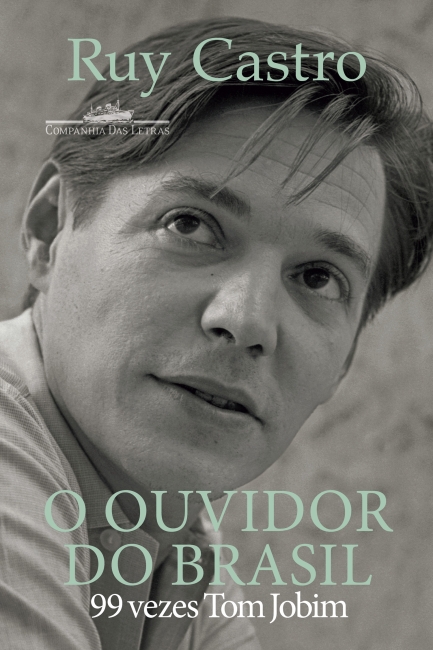 Ruy Castro
COMPANHIA DAS LETRAS
O OUVIDOR
DO BRASIL
99 vezes Tom Jobim